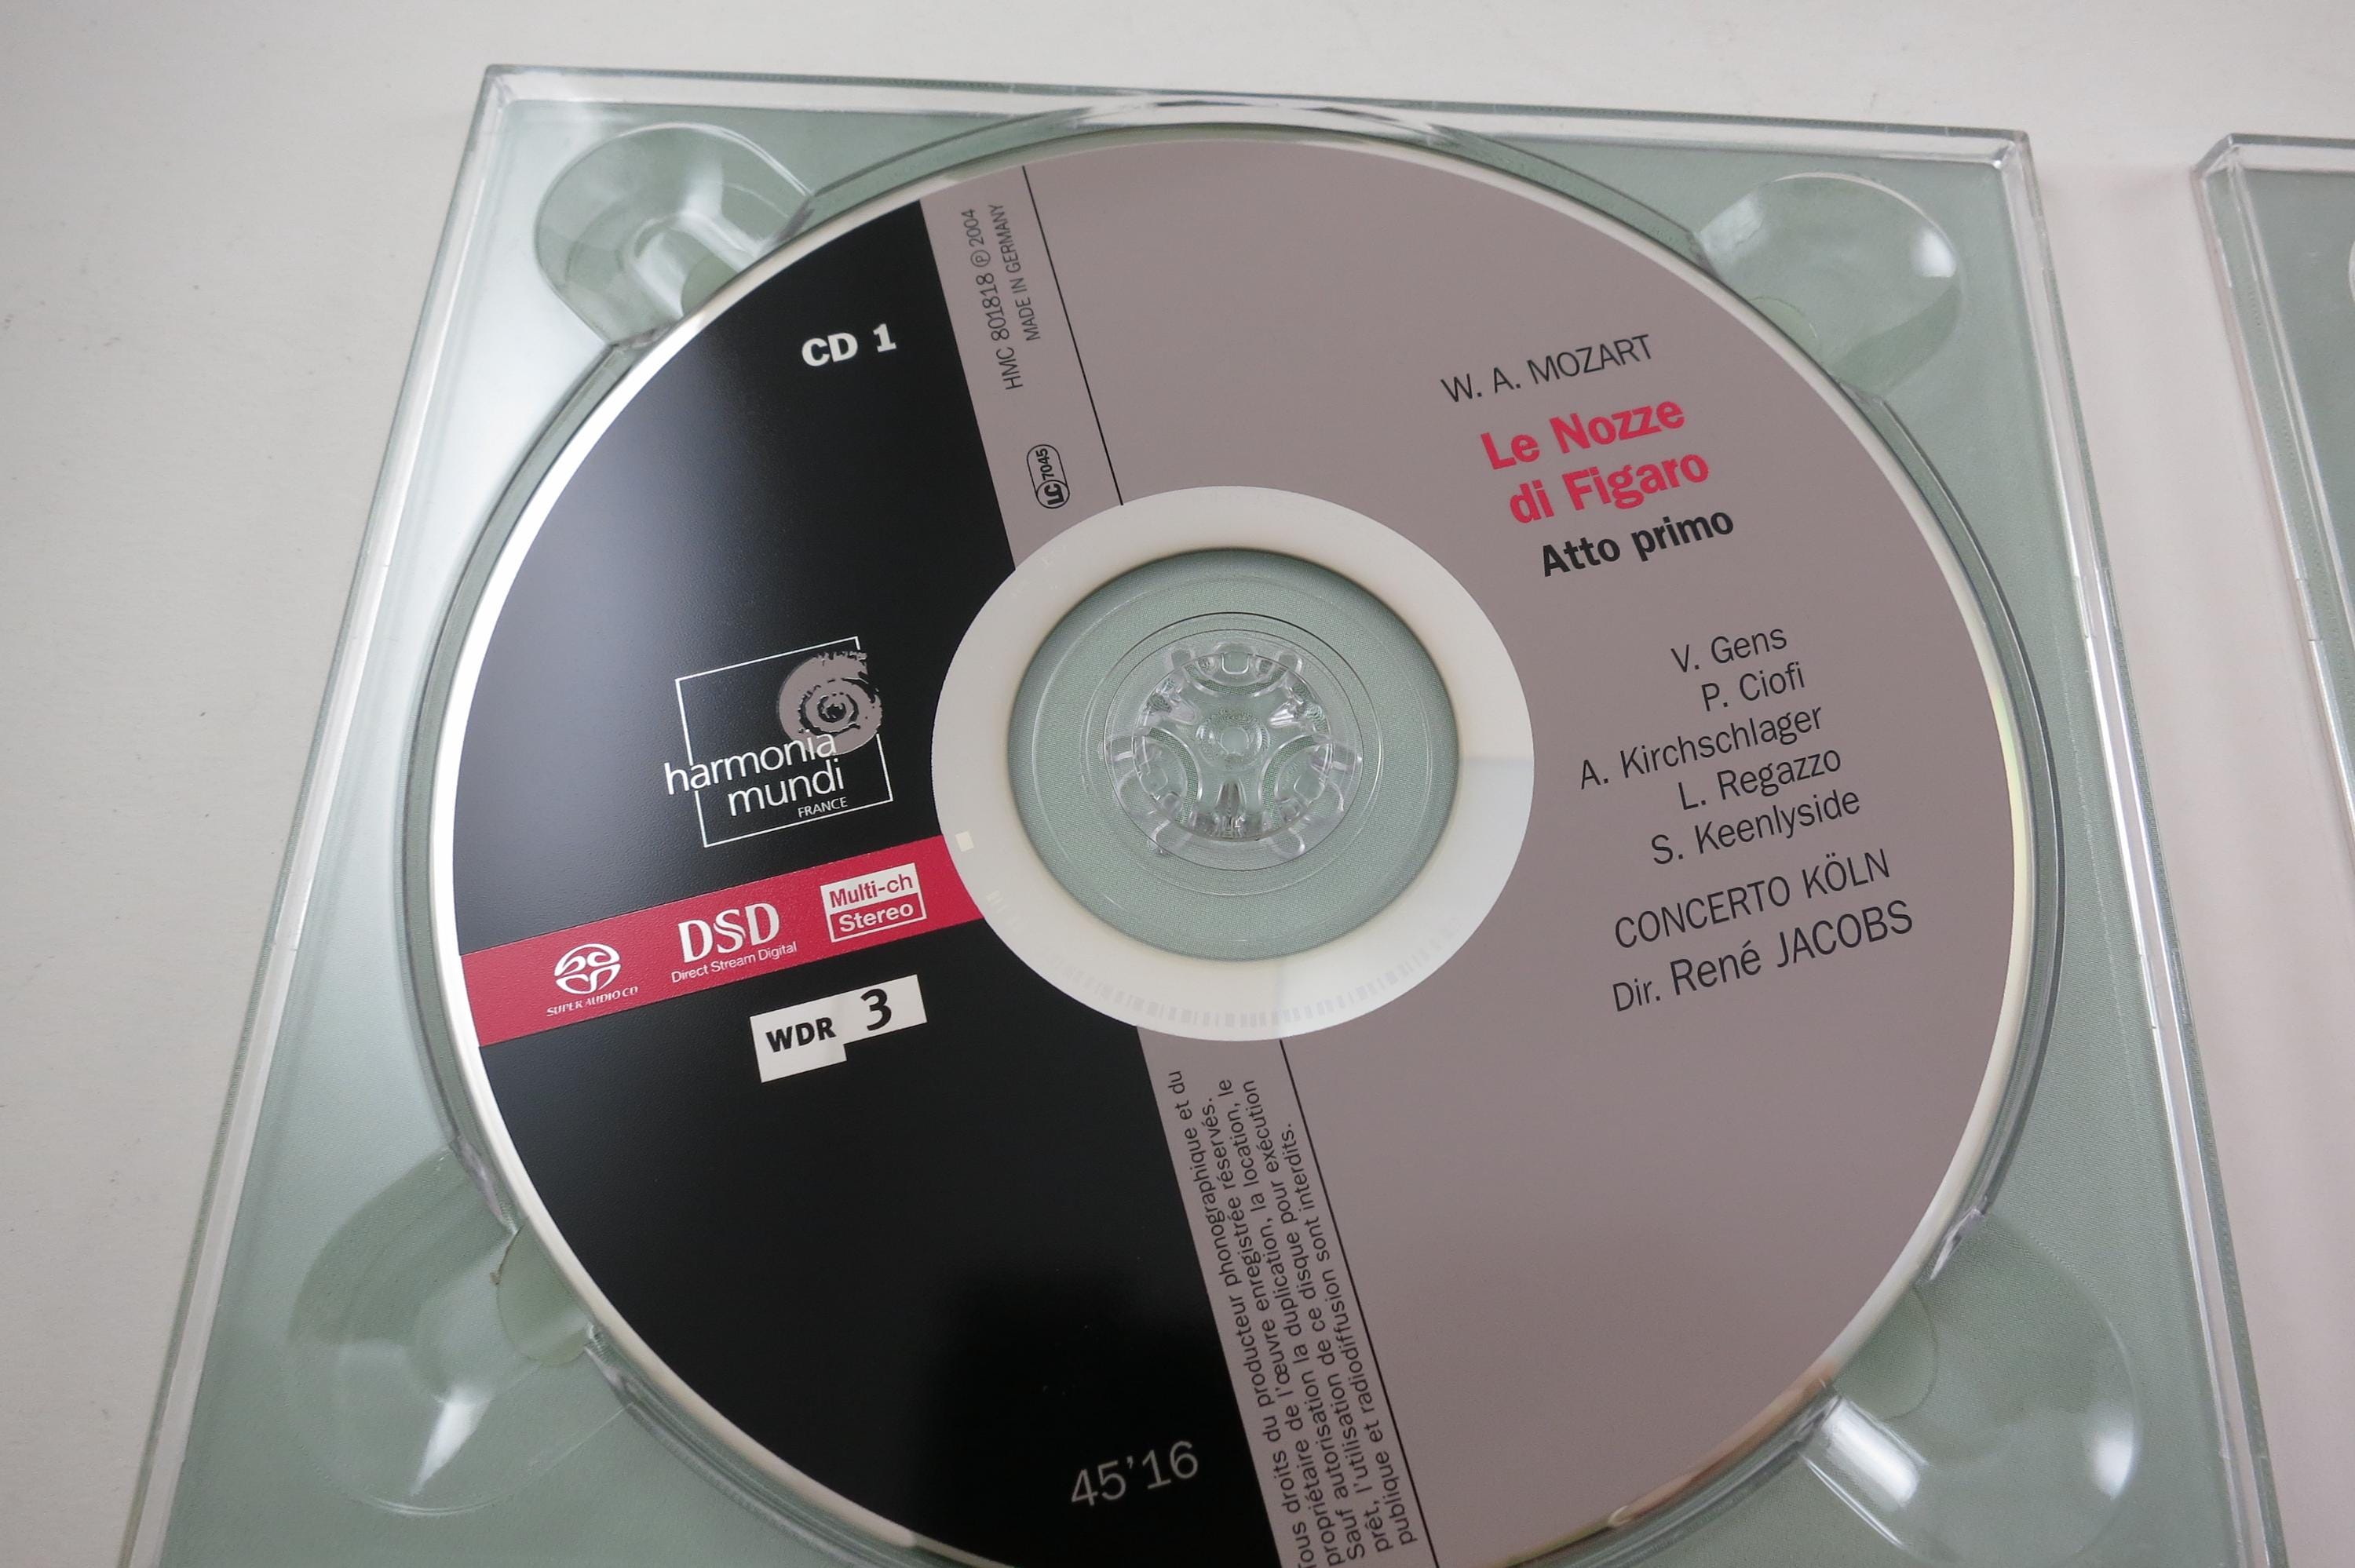 CD 1
HMC 801818 ℗ 2004
MADE IN GERMANY
LC 7045
W. A. MOZART
Le Nozze
di Figaro
Atto primo
V. Gens
P. Ciofi
A. Kirchschlager
L. Regazzo
S. Keenlyside
CONCERTO KÖLN
Dir. René JACOBS
harmonia
mundi
FRANCE
SUPER AUDIO CD
DSD
Direct Stream Digital
Multi-ch
Stereo
WDR 3
45'16
Tous droits du producteur phonographique et du
propriétaire de l'œuvre enregistrée réservés.
Sauf autorisation la duplication, la location, le
prêt, l'utilisation de ce disque pour exécution
publique et radiodiffusion sont interdits.